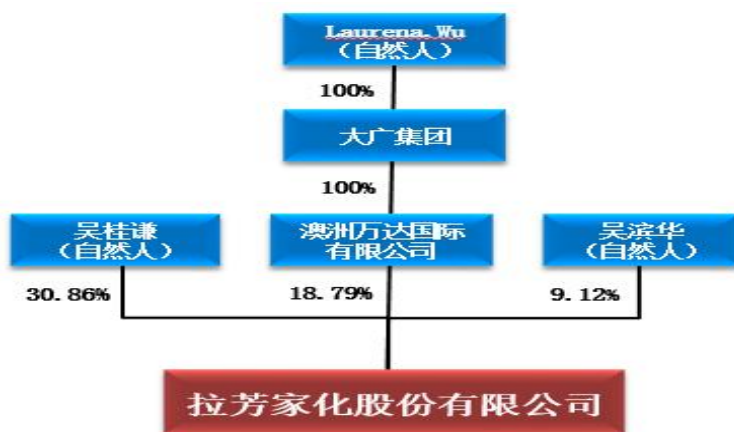 Laurena.Wu
（自然人）
100%
大广集团
100%
吴桂谦
（自然人）
澳洲万达国际
有限公司
吴滨华
（自然人）
30.86%
18.79%
9.12%
拉芳家化股份有限公司